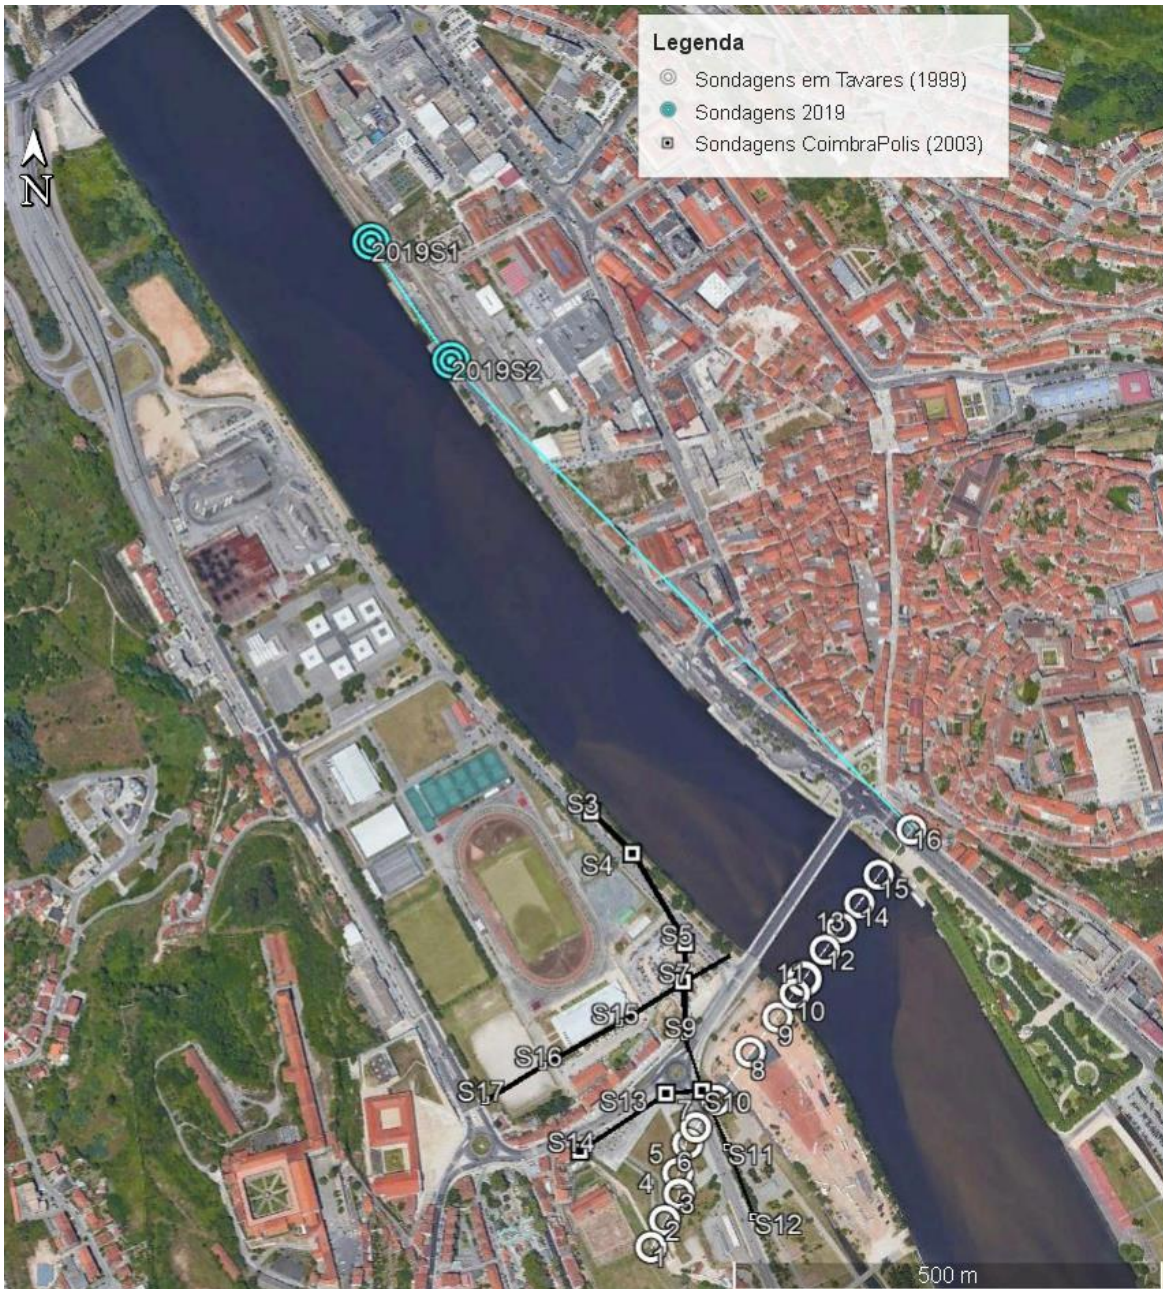 Legenda
Sondagens em Tavares (1999)
Sondagens 2019
Sondagens CoimbraPolis (2003)
N
2019S1
2019S2
S3
S4
16
15
14
13
12
S5
S7
11
10
S15
S9
9
S16
8
S17
S13
7
S10
S14
5
6
S11
4
3
S12
2
1
500 m